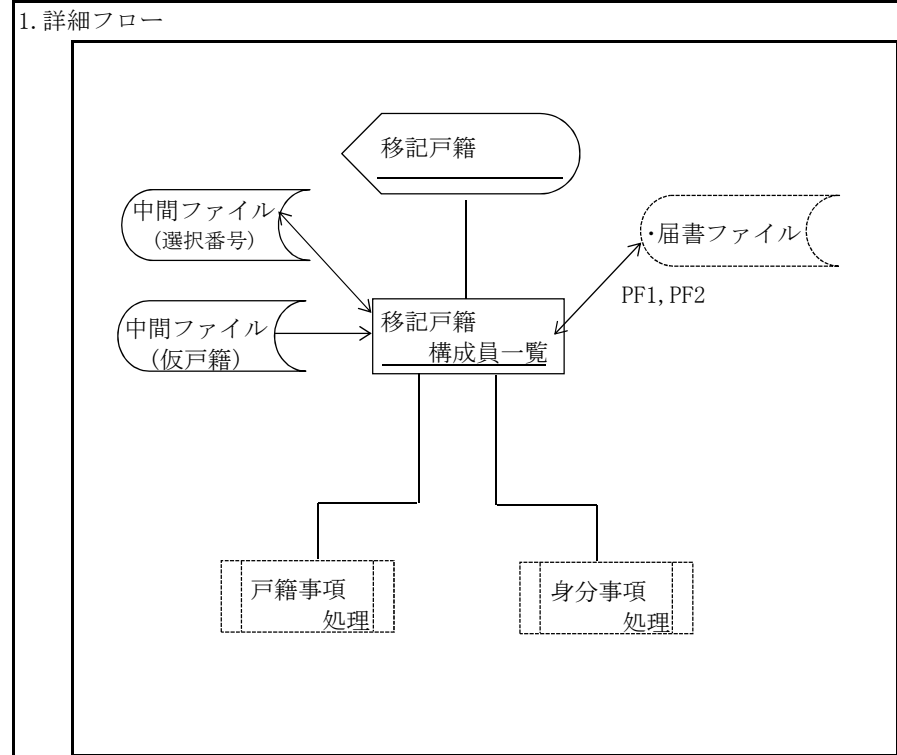 1.詳細フロー
移記戸籍
中間ファイル
(選択番号)
・届書ファイル
PF1,PF2
中間ファイル
(仮戸籍)
移記戸籍
構成員一覧
戸籍事項
処理
身分事項
処理